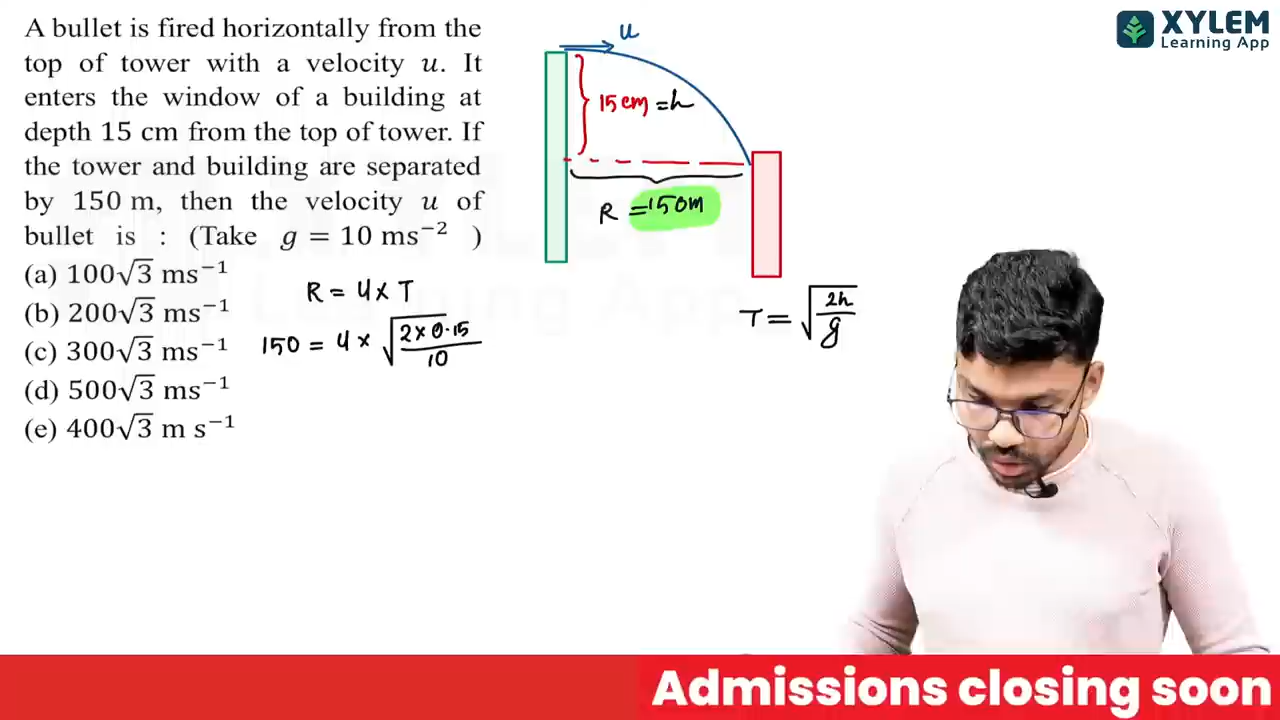 A bullet is fired horizontally from the
top of tower with a velocity u. It
enters the window of a building at
depth 15 cm from the top of tower. If
the tower and building are separated
by 150 m, then the velocity u of
bullet is : (Take g = 10 ms⁻² )
(a) 100√3 ms⁻¹
(b) 200√3 ms⁻¹
(c) 300√3 ms⁻¹
(d) 500√3 ms⁻¹
(e) 400√3 m s⁻¹
R = u × T
150 = u × √(2 × 0.15 / 10)
u
15 cm = h
R = 150m
T = √(2h / g)
XYLEM
Learning App
Learning App
Admissions closing soon